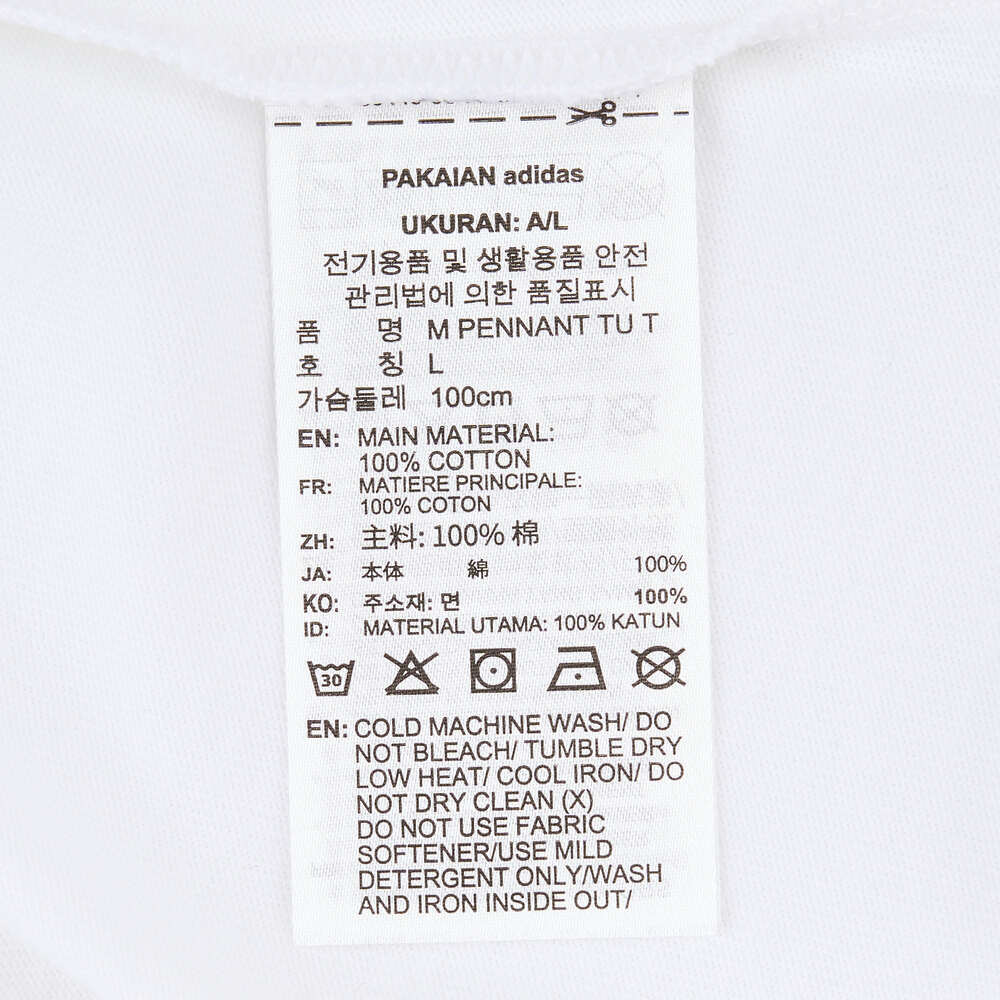 PAKAIAN adidas
UKURAN: A/L
전기용품 및 생활용품 안전
관리법에 의한 품질표시
품 명 M PENNANT TU T
호 칭 L
가슴둘레 100cm
EN: MAIN MATERIAL:
100% COTTON
FR: MATIERE PRINCIPALE:
100% COTON
ZH: 主料: 100% 棉
JA: 本体 綿 100%
KO: 주소재: 면 100%
ID: MATERIAL UTAMA: 100% KATUN
30
EN: COLD MACHINE WASH/ DO
NOT BLEACH/ TUMBLE DRY
LOW HEAT/ COOL IRON/ DO
NOT DRY CLEAN (X)
DO NOT USE FABRIC
SOFTENER/USE MILD
DETERGENT ONLY/WASH
AND IRON INSIDE OUT/